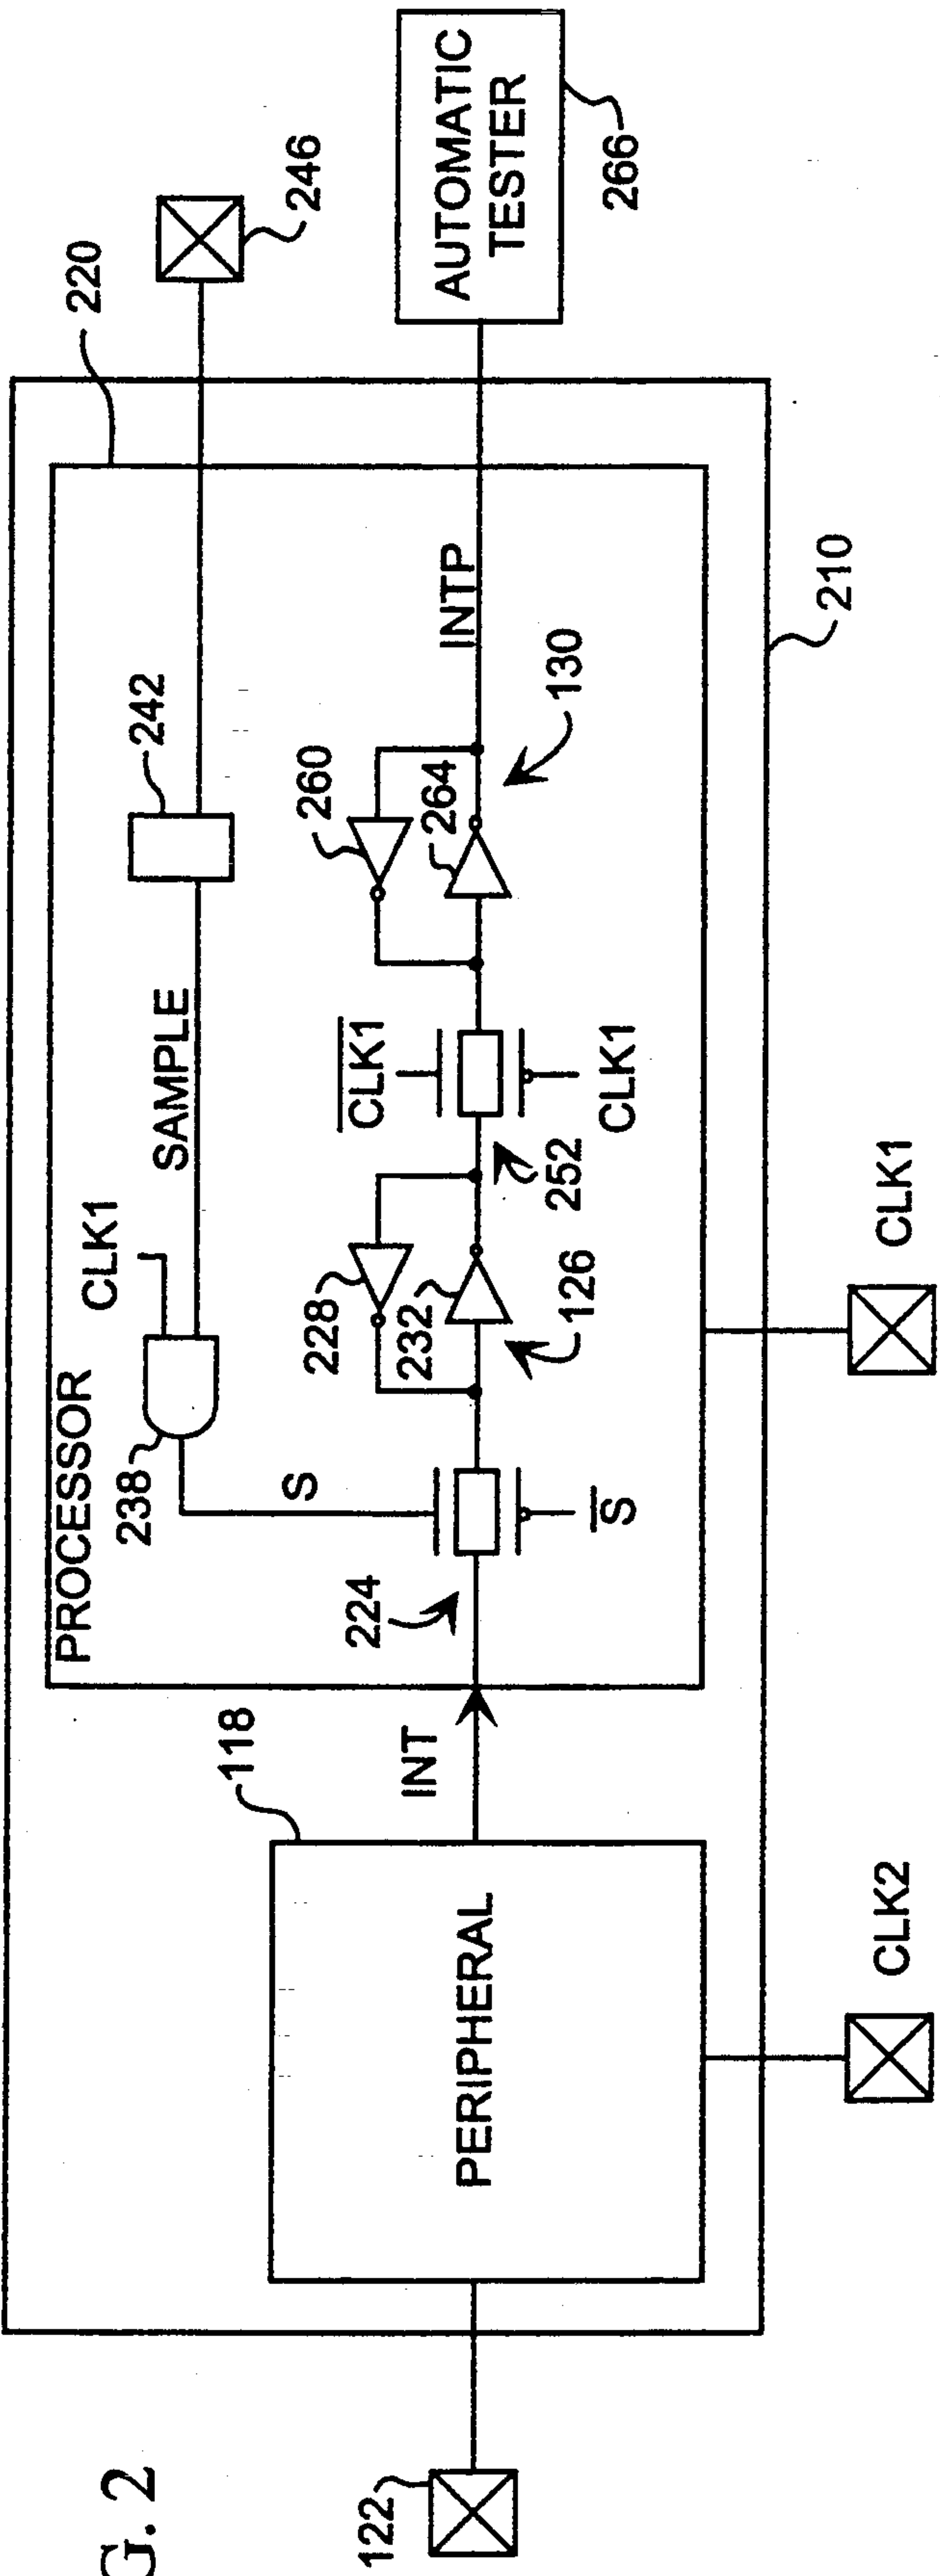 G. 2
122
PERIPHERAL
118
CLK2
INT
PROCESSOR
220
224
S
S̅
238
CLK1
SAMPLE
242
246
228
232
126
252
C̅L̅K̅1̅
CLK1
260
264
130
INTP
CLK1
210
AUTOMATIC
TESTER
266